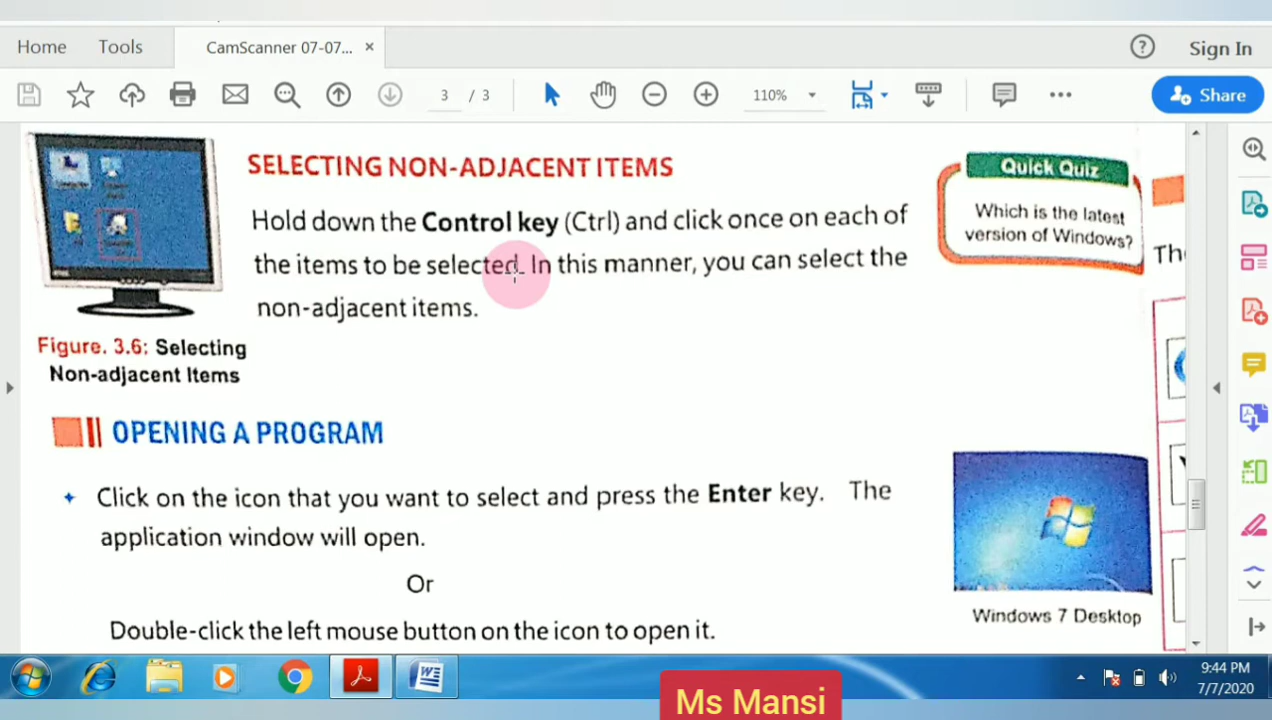 Home
Tools
CamScanner 07-07...
Sign In
3 / 3
110%
Share
SELECTING NON-ADJACENT ITEMS
Hold down the Control key (Ctrl) and click once on each of
the items to be selected. In this manner, you can select the
non-adjacent items.
Quick Quiz
Which is the latest
version of Windows?
Th
Figure. 3.6: Selecting
Non-adjacent Items
OPENING A PROGRAM
Click on the icon that you want to select and press the Enter key. The
application window will open.
Or
Double-click the left mouse button on the icon to open it.
Windows 7 Desktop
9:44 PM
7/7/2020
Ms Mansi